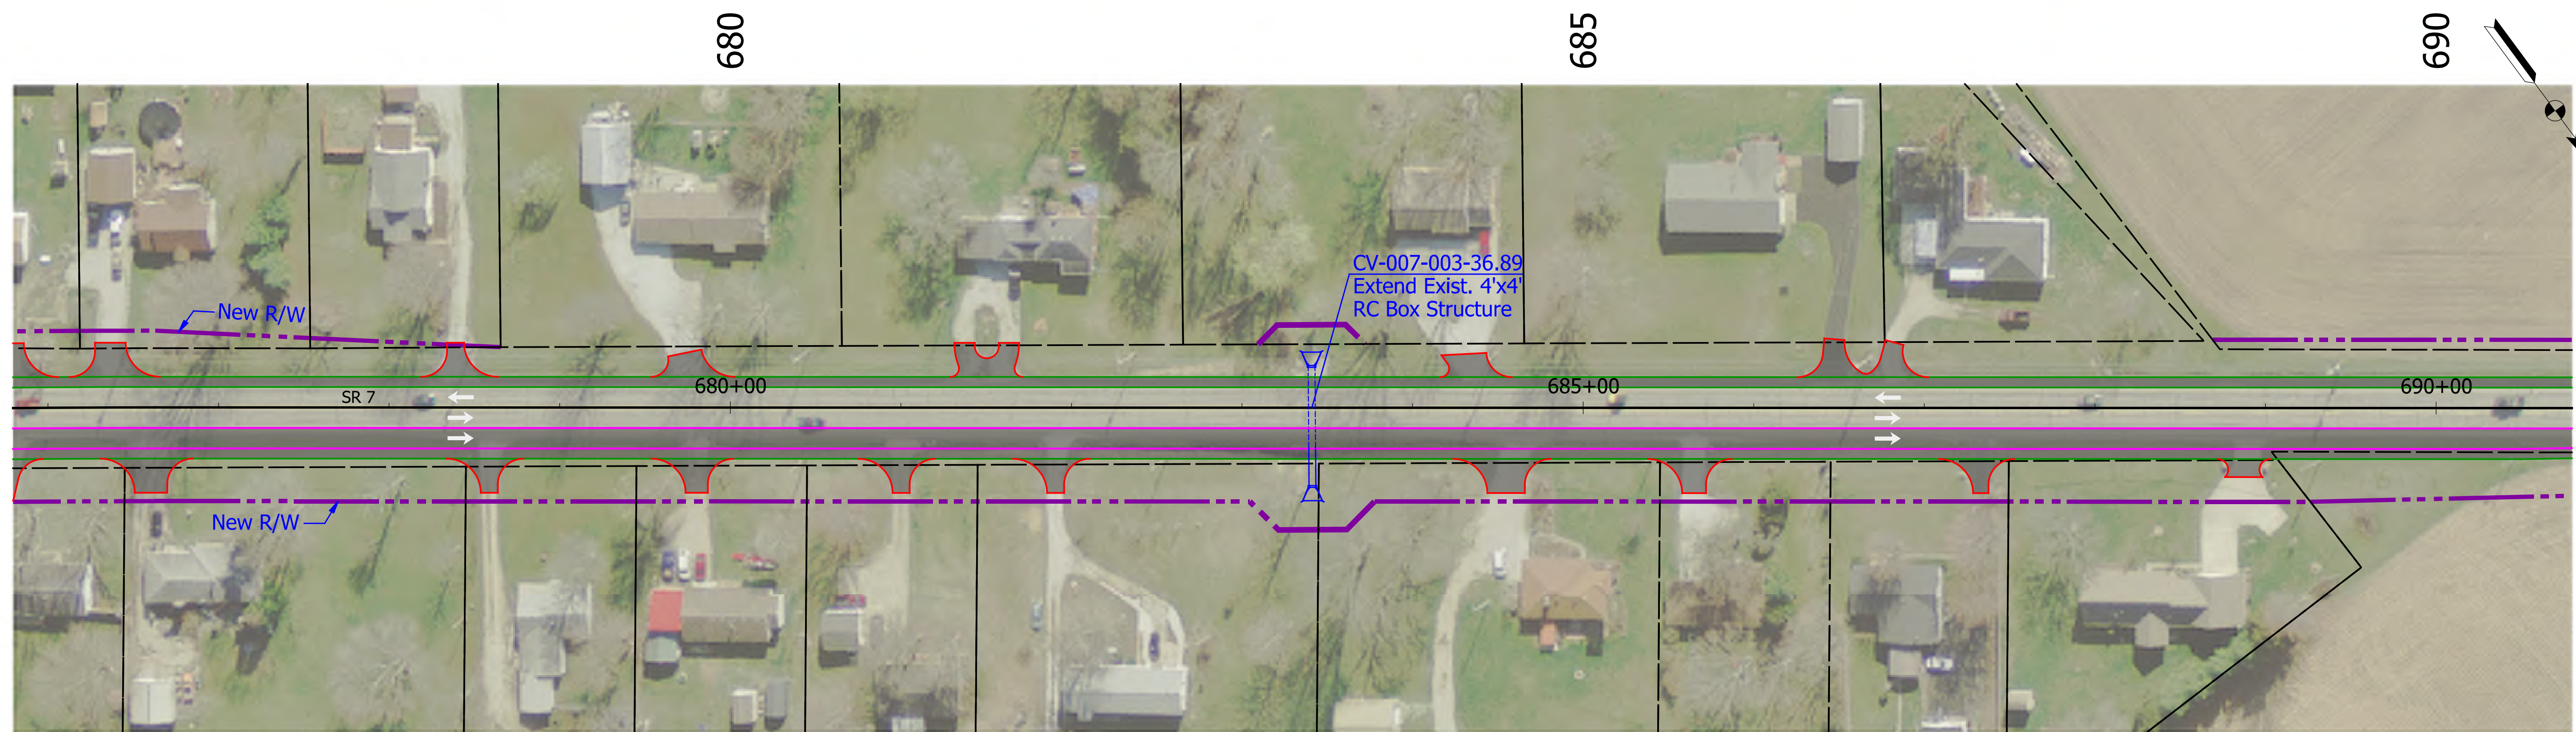 680
685
690
New R/W
CV-007-003-36.89
Extend Exist. 4'x4'
RC Box Structure
680+00
685+00
690+00
SR 7
New R/W